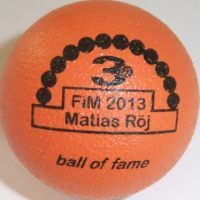 3
FiM 2013
Matias Röj
ball of fame